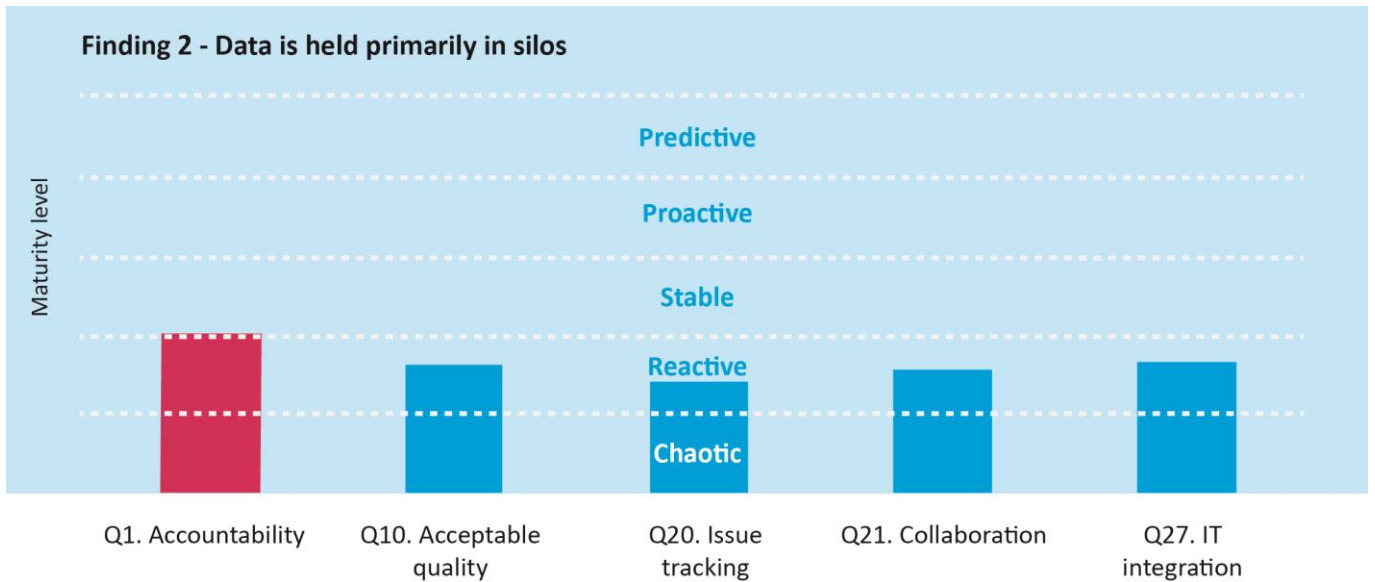 Finding 2 - Data is held primarily in silos
Predictive
Proactive
Maturity level
Stable
Reactive
Chaotic
Q1. Accountability
Q10. Acceptable
quality
Q20. Issue
tracking
Q21. Collaboration
Q27. IT
integration